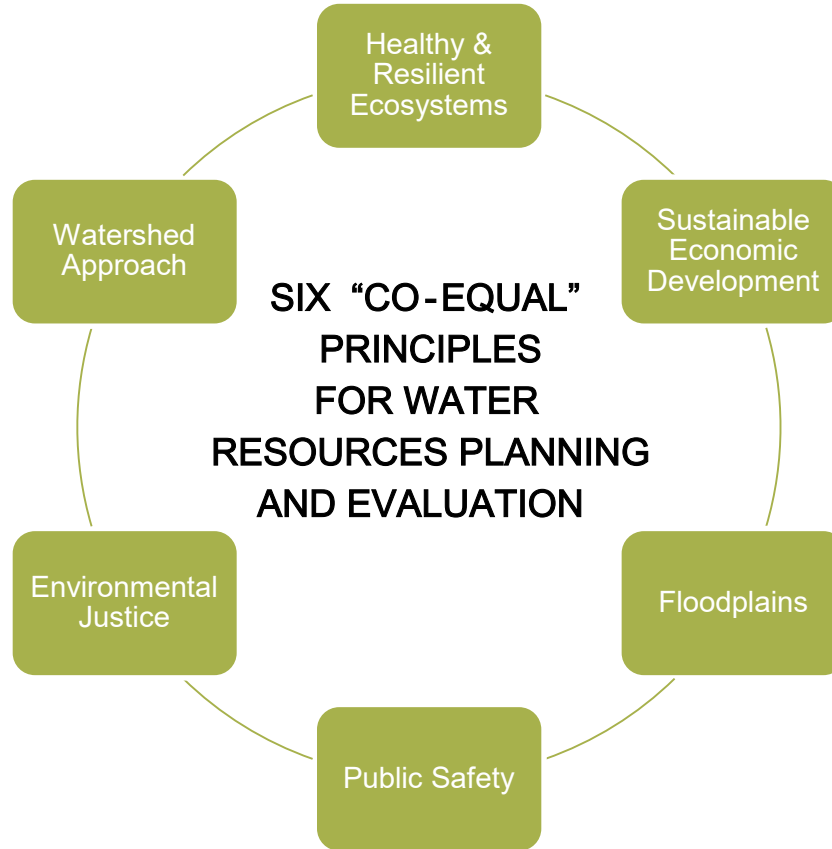 Healthy &
Resilient
Ecosystems
Sustainable
Economic
Development
Floodplains
Public Safety
Environmental
Justice
Watershed
Approach
SIX “CO-EQUAL”
PRINCIPLES
FOR WATER
RESOURCES PLANNING
AND EVALUATION